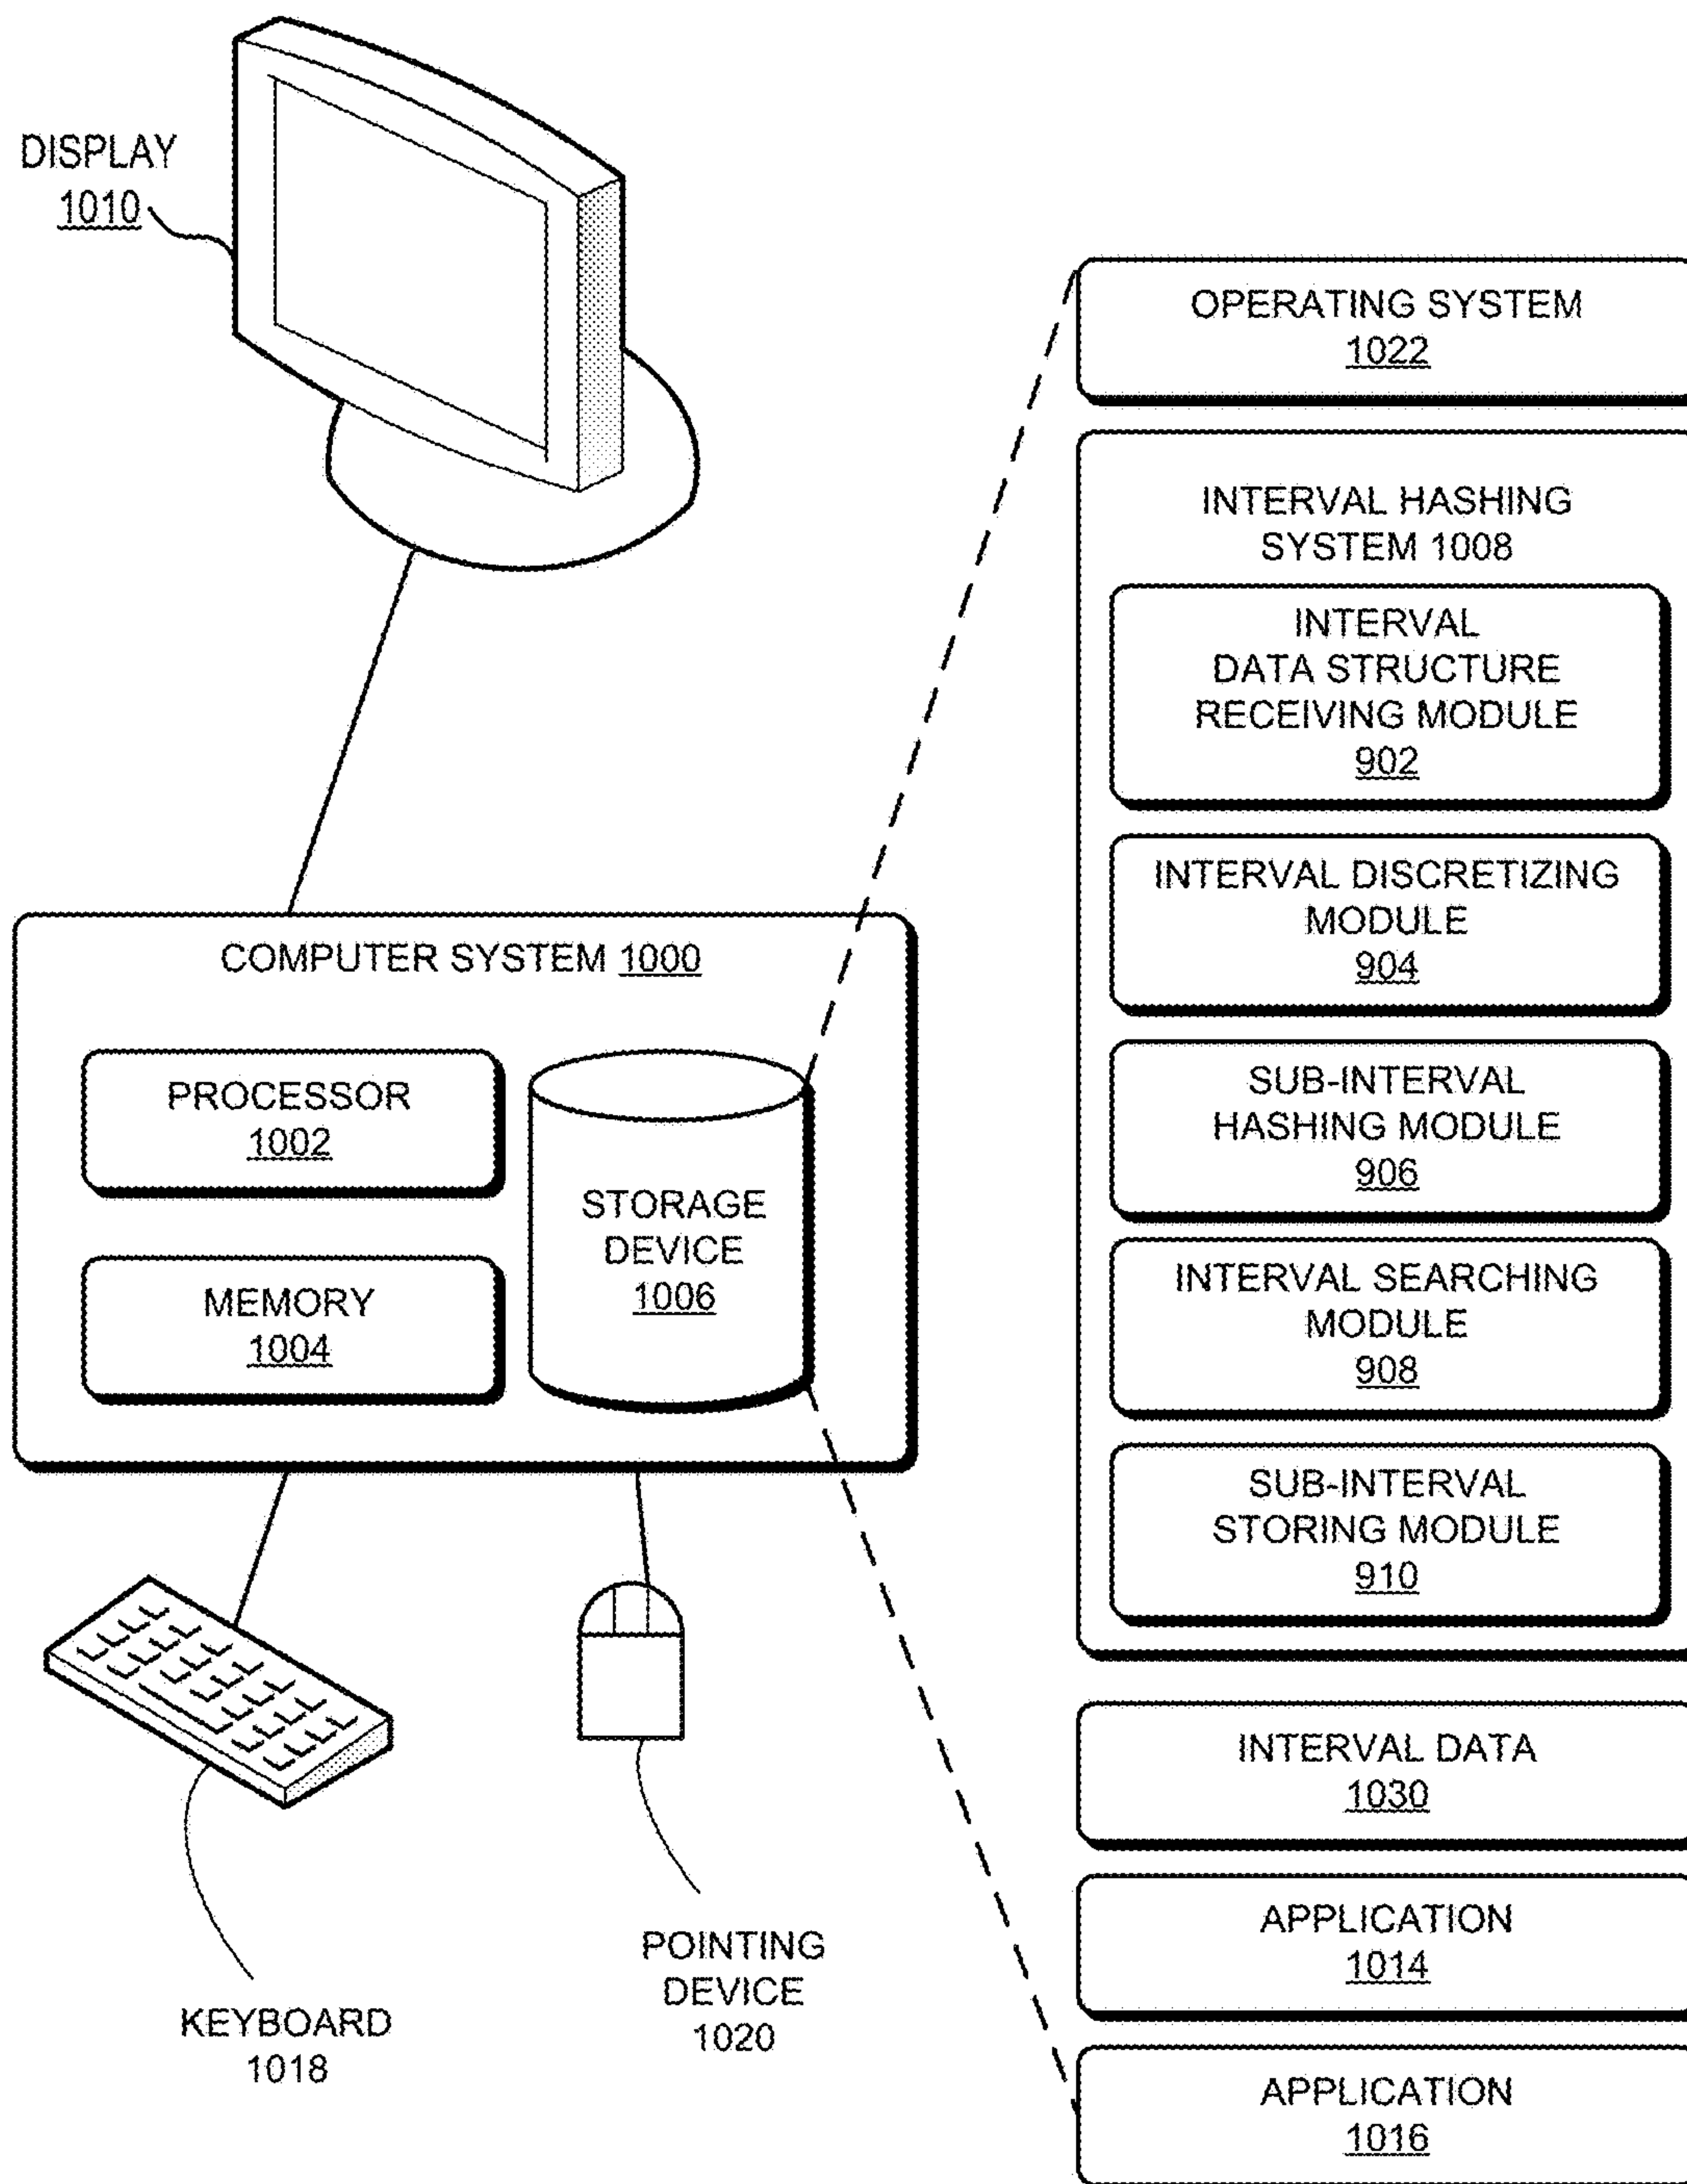 DISPLAY
1010
COMPUTER SYSTEM 1000
PROCESSOR
1002
MEMORY
1004
STORAGE
DEVICE
1006
KEYBOARD
1018
POINTING
DEVICE
1020
OPERATING SYSTEM
1022
INTERVAL HASHING
SYSTEM 1008
INTERVAL
DATA STRUCTURE
RECEIVING MODULE
902
INTERVAL DISCRETIZING
MODULE
904
SUB-INTERVAL
HASHING MODULE
906
INTERVAL SEARCHING
MODULE
908
SUB-INTERVAL
STORING MODULE
910
INTERVAL DATA
1030
APPLICATION
1014
APPLICATION
1016